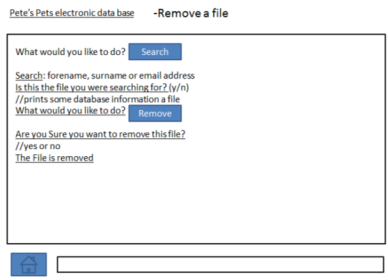 Pete's Pets electronic data base -Remove a file
What would you like to do? Search
Search: forename, surname or email address
Is this the file you were searching for? (y/n)
//prints some database information a file
What would you like to do? Remove
Are you Sure you want to remove this file?
//yes or no
The File is removed